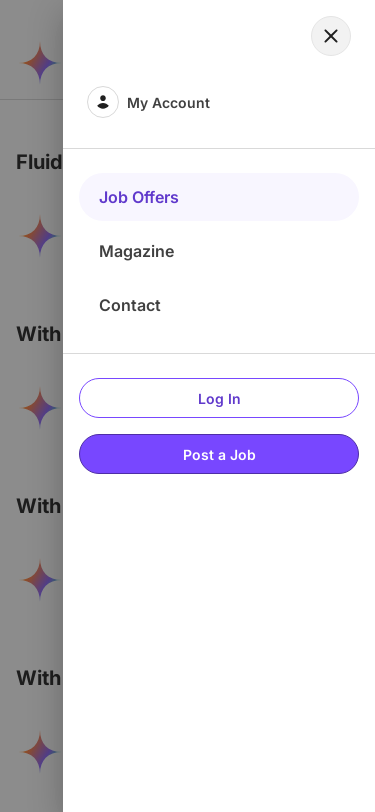 My Account
Fluid
Job Offers
Magazine
Contact
With
Log In
Post a Job
With
With